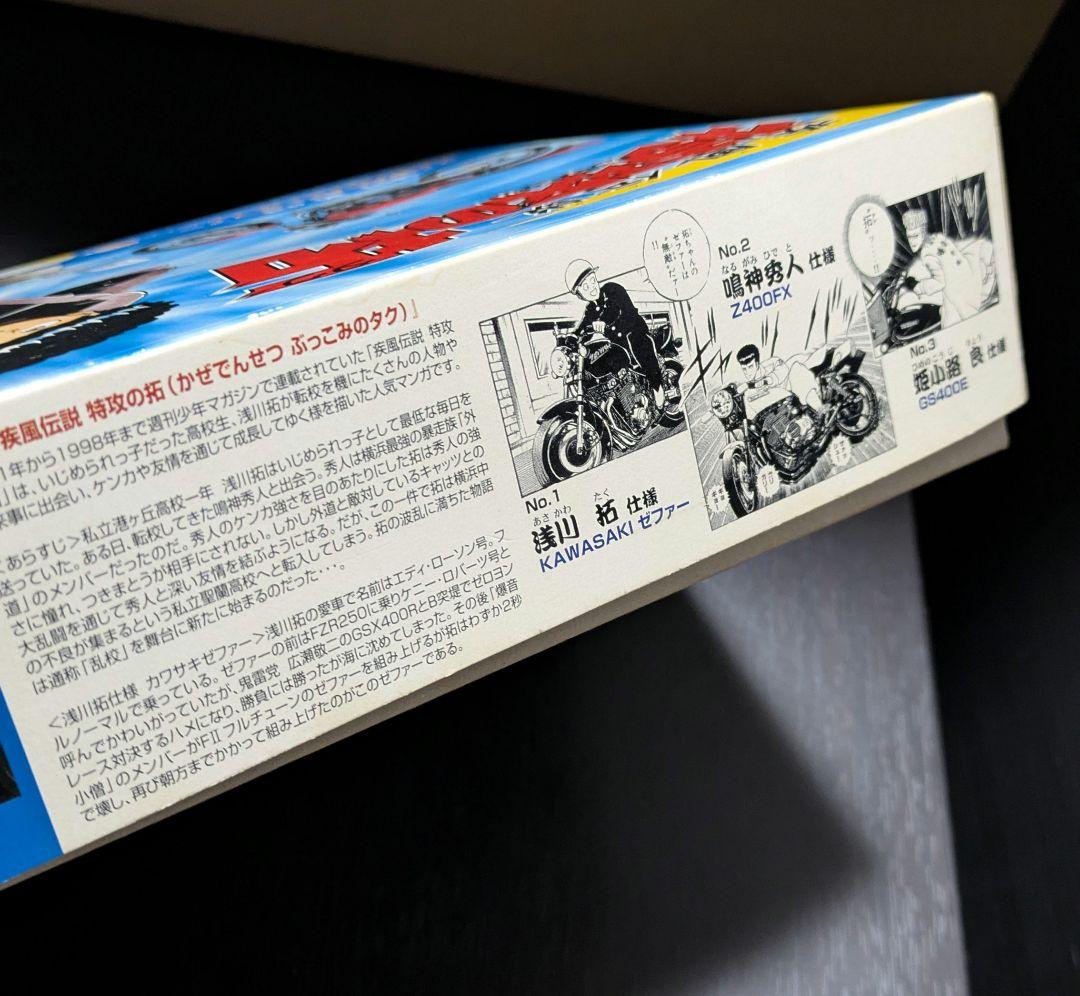 疾風伝説 特攻の拓(かぜでんせつ ぶっこみのタク)』
1年から1998年まで週刊少年マガジンで連載されていた「疾風伝説 特攻
」は、いじめられっ子だった高校生、浅川拓が転校を機にたくさんの人物や
来事に出会い、ケンカや友情を通じて成長してゆく様を描いた人気マンガです。
あらすじ>私立港ヶ丘高校一年 浅川拓はいじめられっ子として最低な毎日を
送っていた。ある日、転校してきた鳴神秀人と出会う。秀人は横浜最強の暴走族「外
道」のメンバーだったのだ。秀人のケンカ強さを目のあたりにした拓は秀人の強
さに憧れ、つきまとうが相手にされない。しかし外道と敵対しているキャッツとの
大乱闘を通じて秀人と深い友情を結ぶようになる。だが、この一件で拓は横浜中
の不良が集まるという私立聖蘭高校へと転入してしまう。拓の波乱に満ちた物語
は通称「乱校」を舞台に新たに始まるのだった・・・。
<浅川拓仕様 カワサキゼファー>浅川拓の愛車で名前はエディ・ローソン号。フ
ルノーマルで乗っている。ゼファーの前はFZR250に乗りケニー・ロバーツ号と
呼んでかわいがっていたが、鬼雷党 広瀬敬二のGSX400RとB突堤でゼロヨン
レース対決するハメになり、勝負には勝ったが海に沈めてしまった。その後「爆音
小僧」のメンバーがFIIフルチューンのゼファーを組み上げるが拓はわずか2秒
で壊し、再び朝方までかかって組み上げたのがこのゼファーである。
拓ちゃんの
ゼファーは
無敵だァ
!!
No.1
あさかわ たく
浅川 拓 仕様
KAWASAKI ゼファー
No.2
なるがみ ひでと
鳴神秀人 仕様
Z400FX
ギャ
拓ッ‥‥!!
No.3
ひめのこうじ りょう
姫小路 良 仕様
GS400E